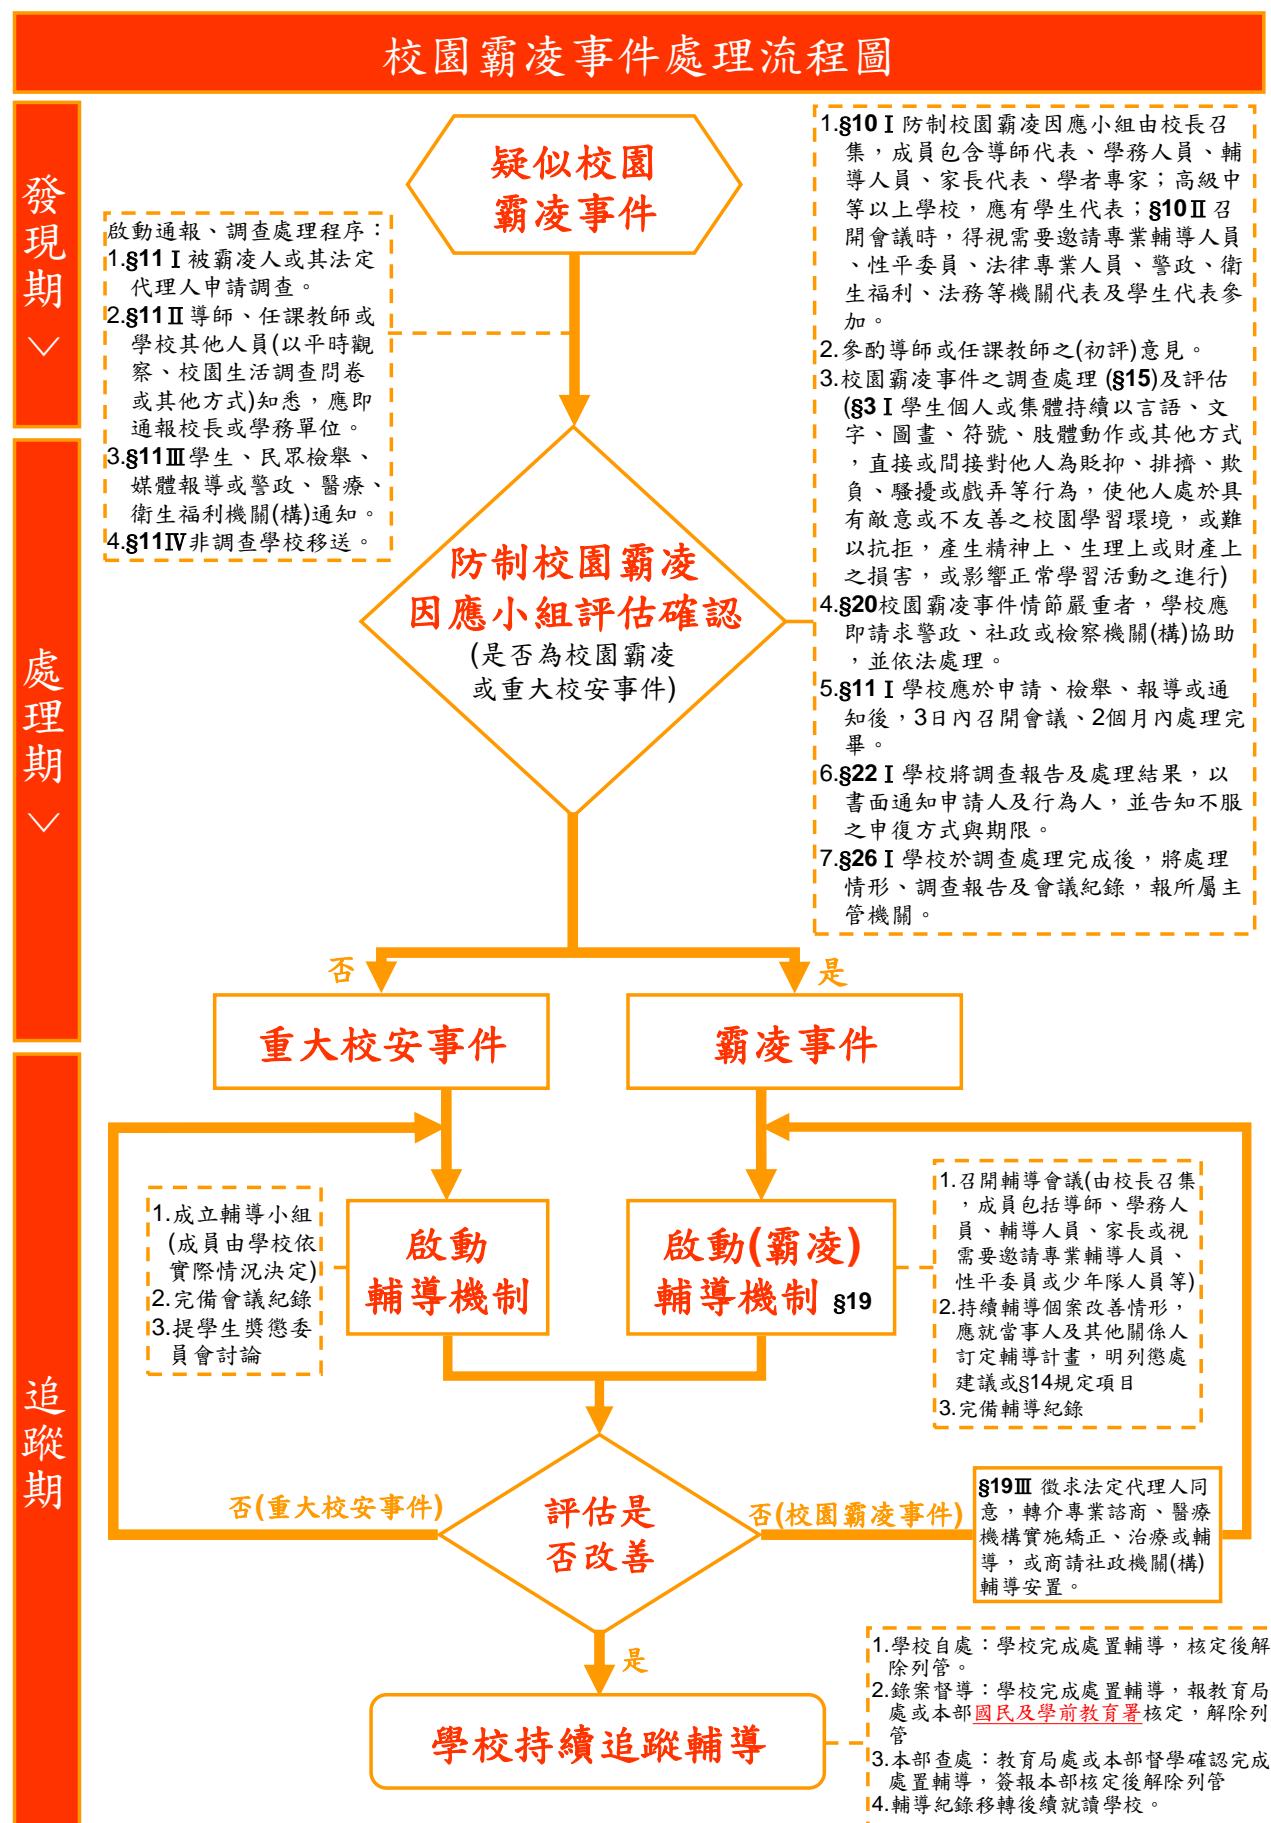 校園霸凌事件處理流程圖
發現期
處理期
追蹤期
疑似校園
霸凌事件
啟動通報、調查處理程序：
1.§11Ⅰ被霸凌人或其法定
代理人申請調查。
2.§11Ⅱ導師、任課教師或
學校其他人員(以平時觀
察、校園生活調查問卷
或其他方式)知悉，應即
通報校長或學務單位。
3.§11Ⅲ學生、民眾檢舉、
媒體報導或警政、醫療、
衛生福利機關(構)通知。
4.§11Ⅳ非調查學校移送。
1.§10Ⅰ防制校園霸凌因應小組由校長召
集，成員包含導師代表、學務人員、輔
導人員、家長代表、學者專家；高級中
等以上學校，應有學生代表；§10Ⅱ召
開會議時，得視需要邀請專業輔導人員
、性平委員、法律專業人員、警政、衛
生福利、法務等機關代表及學生代表參
加。
2.參酌導師或任課教師之(初評)意見。
3.校園霸凌事件之調查處理 (§15)及評估
(§3Ⅰ學生個人或集體持續以言語、文
字、圖畫、符號、肢體動作或其他方式
，直接或間接對他人為貶抑、排擠、欺
負、騷擾或戲弄等行為，使他人處於具
有敵意或不友善之校園學習環境，或難
以抗拒，產生精神上、生理上或財產上
之損害，或影響正常學習活動之進行)
4.§20校園霸凌事件情節嚴重者，學校應
即請求警政、社政或檢察機關(構)協助
，並依法處理。
5.§11Ⅰ學校應於申請、檢舉、報導或通
知後，3日內召開會議、2個月內處理完
畢。
6.§22Ⅰ學校將調查報告及處理結果，以
書面通知申請人及行為人，並告知不服
之申復方式與期限。
7.§26Ⅰ學校於調查處理完成後，將處理
情形、調查報告及會議紀錄，報所屬主
管機關。
防制校園霸凌
因應小組評估確認
(是否為校園霸凌
或重大校安事件)
否
是
重大校安事件
霸凌事件
1.成立輔導小組
(成員由學校依
實際情況決定)
2.完備會議紀錄
3.提學生獎懲委
員會討論
啟動
輔導機制
啟動(霸凌)
輔導機制 §19
1.召開輔導會議(由校長召集
，成員包括導師、學務人
員、輔導人員、家長或視
需要邀請專業輔導人員、
性平委員或少年隊人員等)
2.持續輔導個案改善情形，
應就當事人及其他關係人
訂定輔導計畫，明列懲處
建議或§14規定項目
3.完備輔導紀錄
否(重大校安事件)
評估是
否改善
否(校園霸凌事件)
§19Ⅲ 徵求法定代理人同
意，轉介專業諮商、醫療
機構實施矯正、治療或輔
導，或商請社政機關(構)
輔導安置。
是
學校持續追蹤輔導
1.學校自處：學校完成處置輔導，核定後解
除列管。
2.錄案督導：學校完成處置輔導，報教育局
處或本部國民及學前教育署核定，解除列
管
3.本部查處：教育局處或本部督學確認完成
處置輔導，簽報本部核定後解除列管
4.輔導紀錄移轉後續就讀學校。